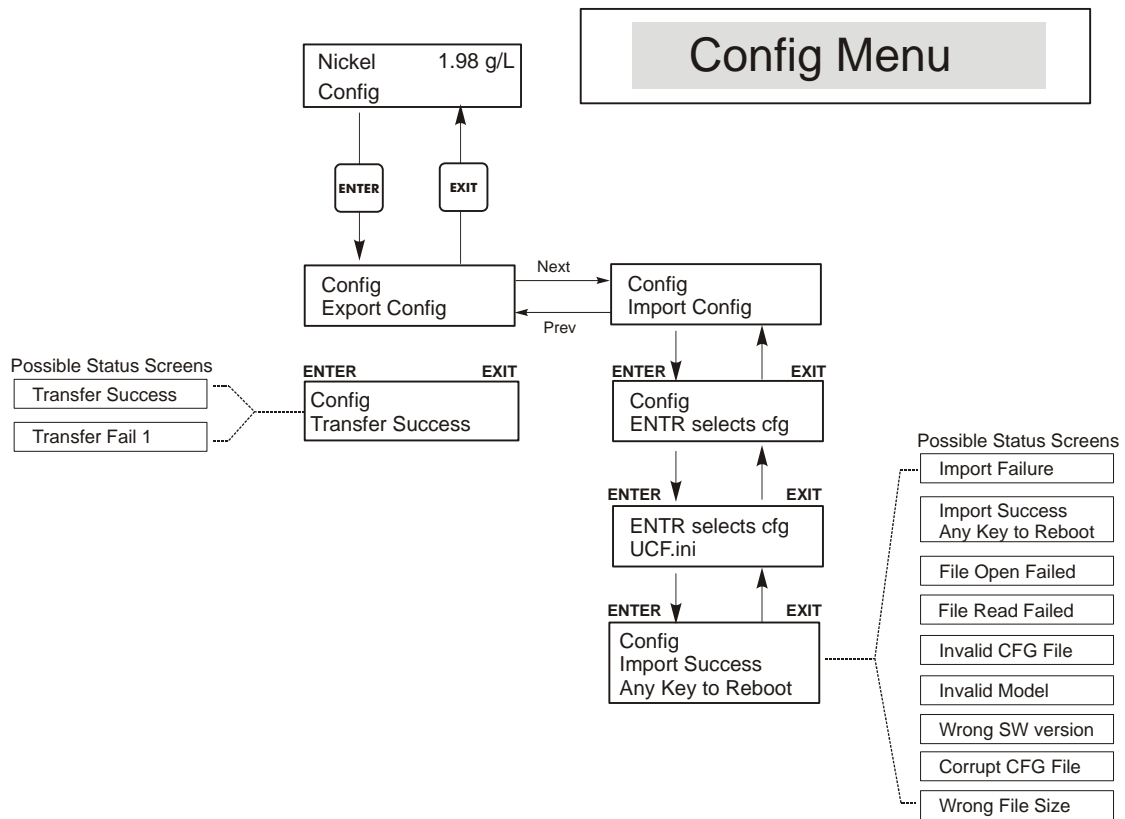 Config Menu
Nickel 1.98 g/L
Config
ENTER EXIT
Config
Export Config
Next
Prev
Config
Import Config
Possible Status Screens
Transfer Success
Transfer Fail 1
ENTER EXIT
Config
Transfer Success
ENTER EXIT
Config
ENTR selects cfg
ENTER EXIT
ENTR selects cfg
UCF.ini
ENTER EXIT
Config
Import Success
Any Key to Reboot
Possible Status Screens
Import Failure
Import Success
Any Key to Reboot
File Open Failed
File Read Failed
Invalid CFG File
Invalid Model
Wrong SW version
Corrupt CFG File
Wrong File Size